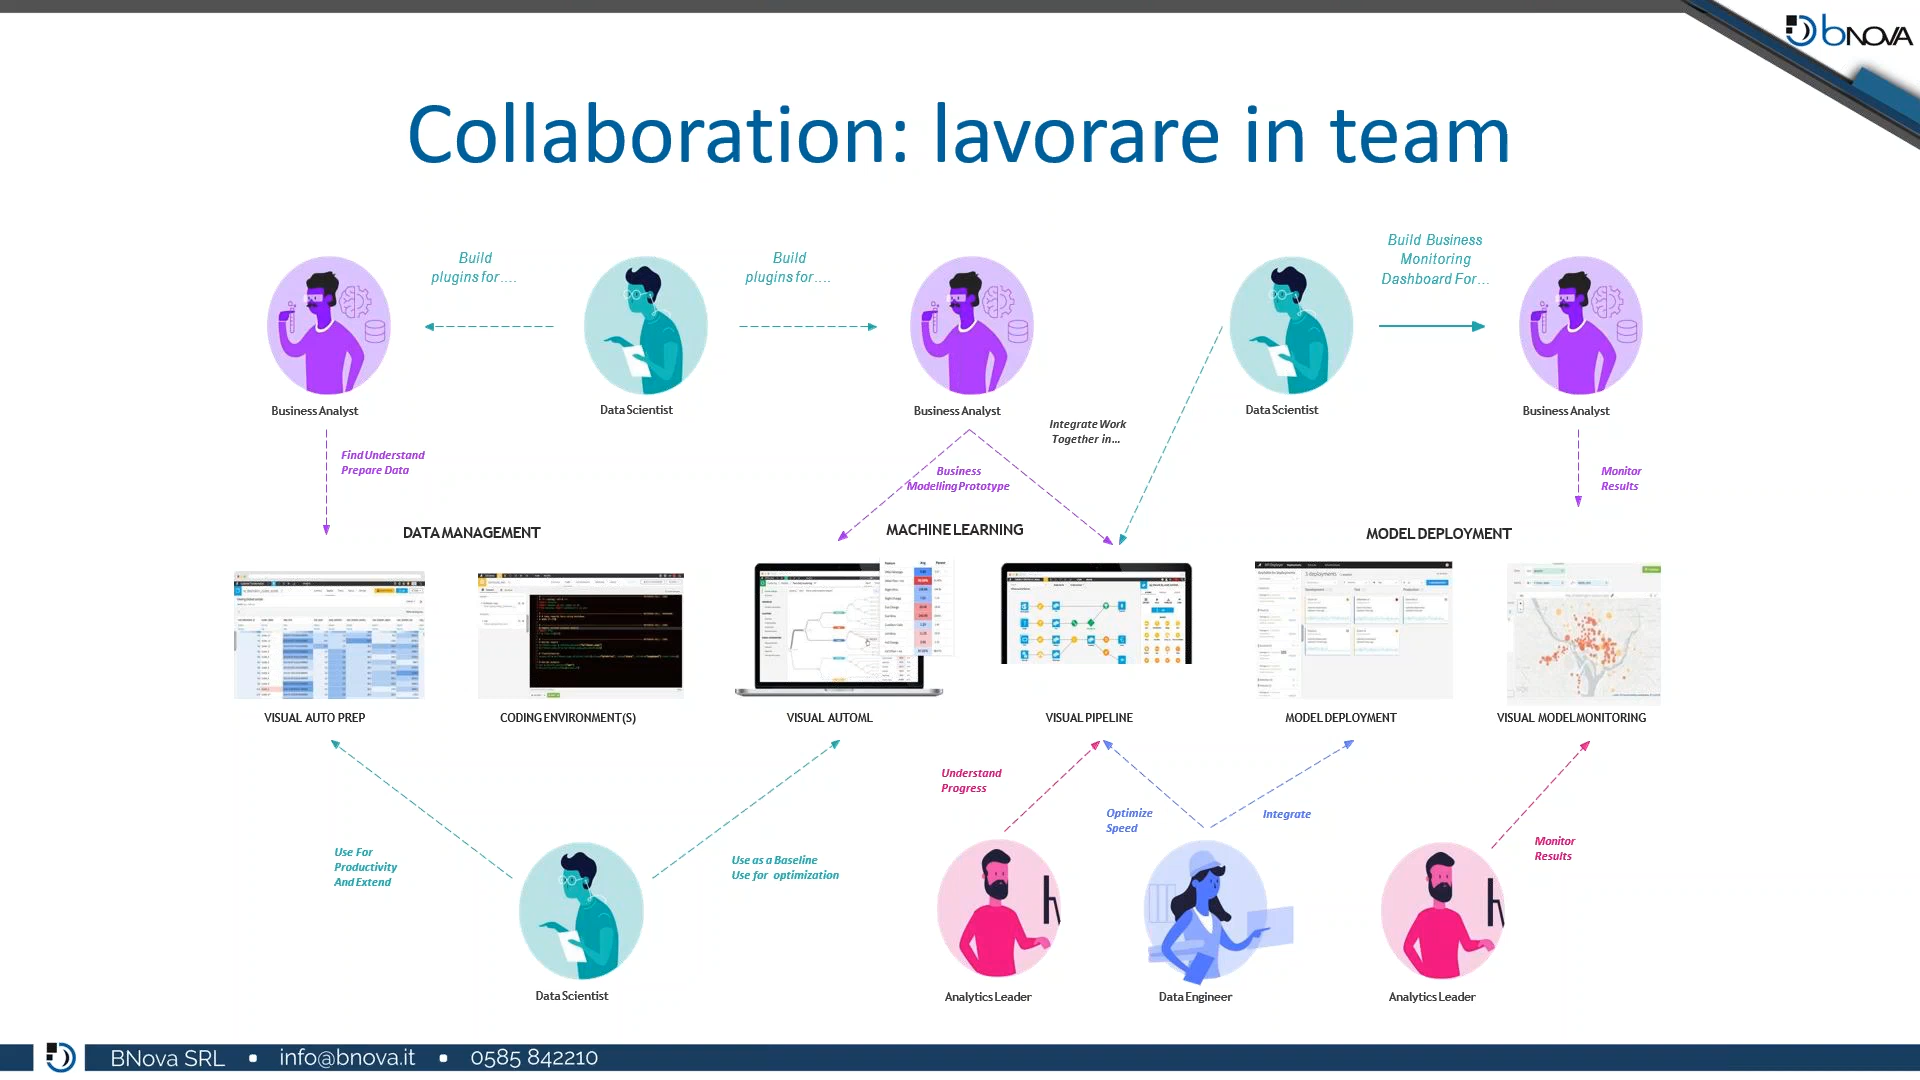 bNOVA
Collaboration: lavorare in team
Build
plugins for....
Build
plugins for....
Build Business
Monitoring
Dashboard For...
Business Analyst
Data Scientist
Business Analyst
Data Scientist
Business Analyst
Integrate Work
Together in...
Find Understand
Prepare Data
Business
Modelling Prototype
Monitor
Results
DATA MANAGEMENT
MACHINE LEARNING
MODEL DEPLOYMENT
VISUAL AUTO PREP
CODING ENVIRONMENT(S)
VISUAL AUTOML
VISUAL PIPELINE
MODEL DEPLOYMENT
VISUAL MODEL MONITORING
Understand
Progress
Optimize
Speed
Integrate
Monitor
Results
Use For
Productivity
And Extend
Use as a Baseline
Use for optimization
Data Scientist
Analytics Leader
Data Engineer
Analytics Leader
BNova SRL • info@bnova.it • 0585 842210